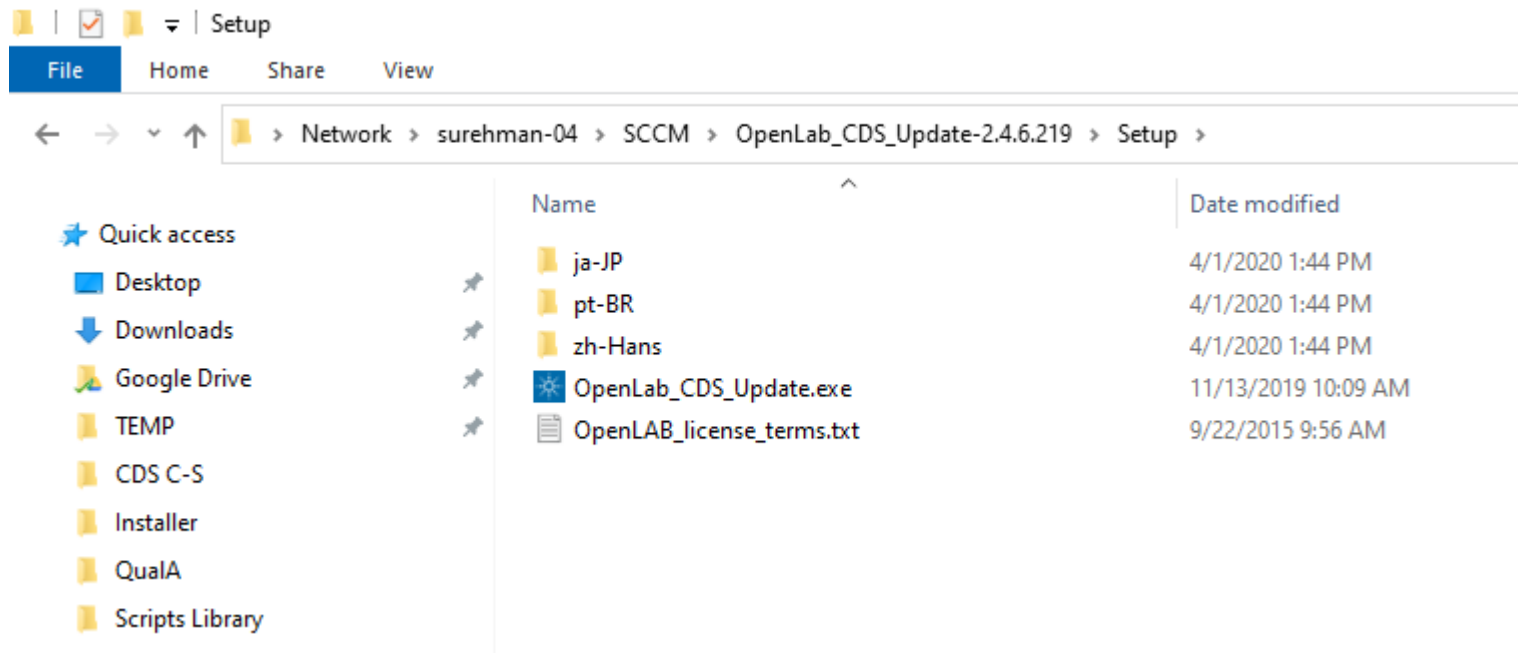 Setup
File Home Share View
Network > surehman-04 > SCCM > OpenLab_CDS_Update-2.4.6.219 > Setup >
Name Date modified
Quick access
Desktop
Downloads
Google Drive
TEMP
CDS C-S
Installer
QualA
Scripts Library
ja-JP 4/1/2020 1:44 PM
pt-BR 4/1/2020 1:44 PM
zh-Hans 4/1/2020 1:44 PM
OpenLab_CDS_Update.exe 11/13/2019 10:09 AM
OpenLAB_license_terms.txt 9/22/2015 9:56 AM